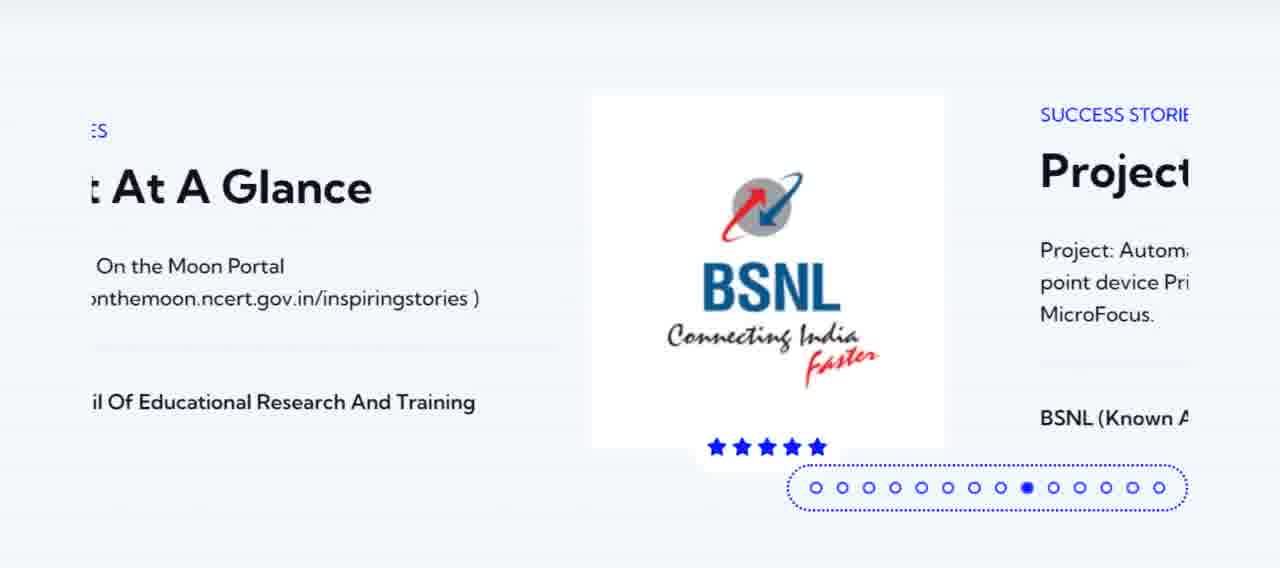 ES
t At A Glance
On the Moon Portal
onthemoon.ncert.gov.in/inspiringstories )
il Of Educational Research And Training
BSNL
Connecting India
Faster
SUCCESS STORIE
Project
Project: Autom
point device Pri
MicroFocus.
BSNL (Known A